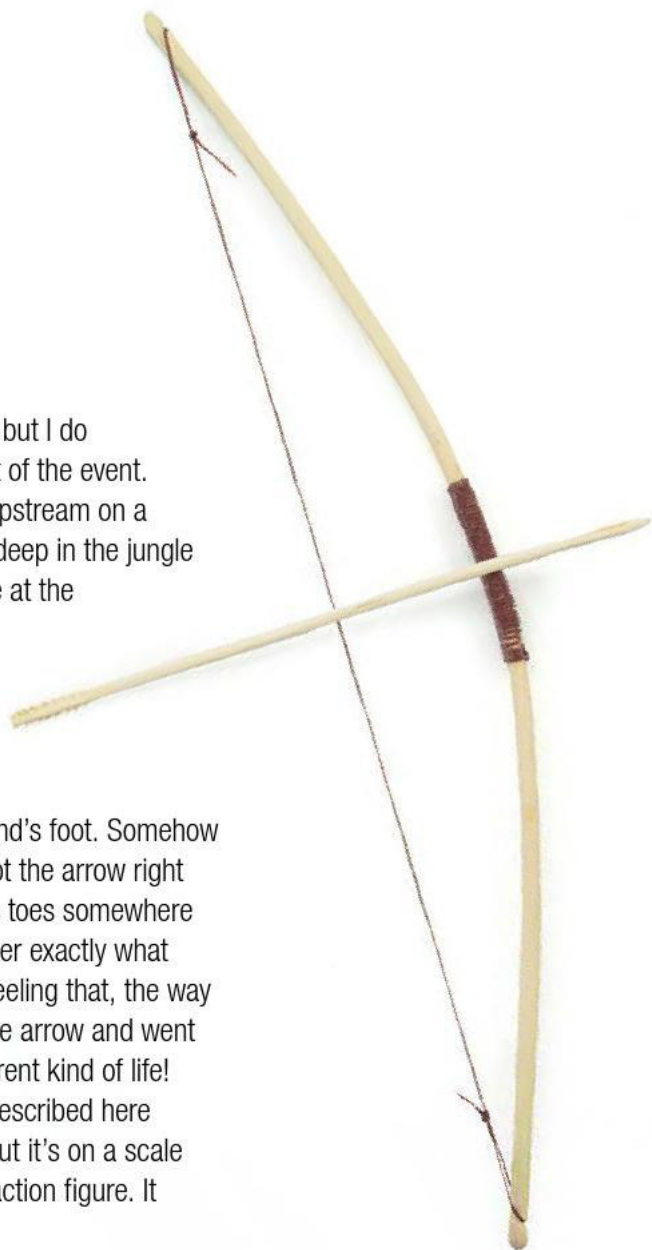 but I do
of the event.
pstream on a
deep in the jungle
at the
nd's foot. Somehow
ot the arrow right
toes somewhere
er exactly what
eeling that, the way
e arrow and went
rent kind of life!
escribed here
ut it's on a scale
action figure. It